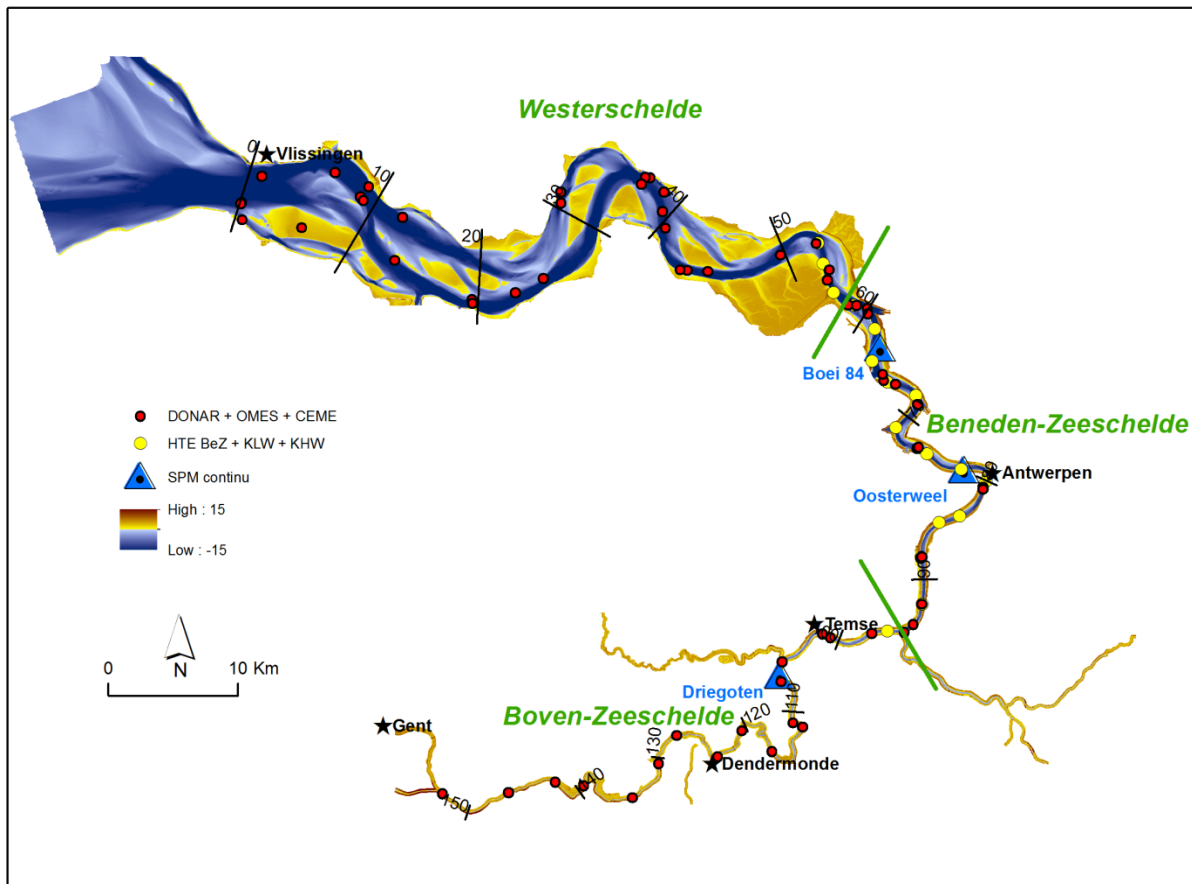 Westerschelde
0
Vlissingen
10
20
30
40
50
60
Boei 84
Beneden-Zeeschelde
Antwerpen
Oosterweel
DONAR + OMES + CEME
HTE BeZ + KLW + KHW
SPM continu
High : 15
Low : -15
90
Temse
N
0 10 Km
Driegoten
110
Boven-Zeeschelde
120
Gent
130
Dendermonde
140
150